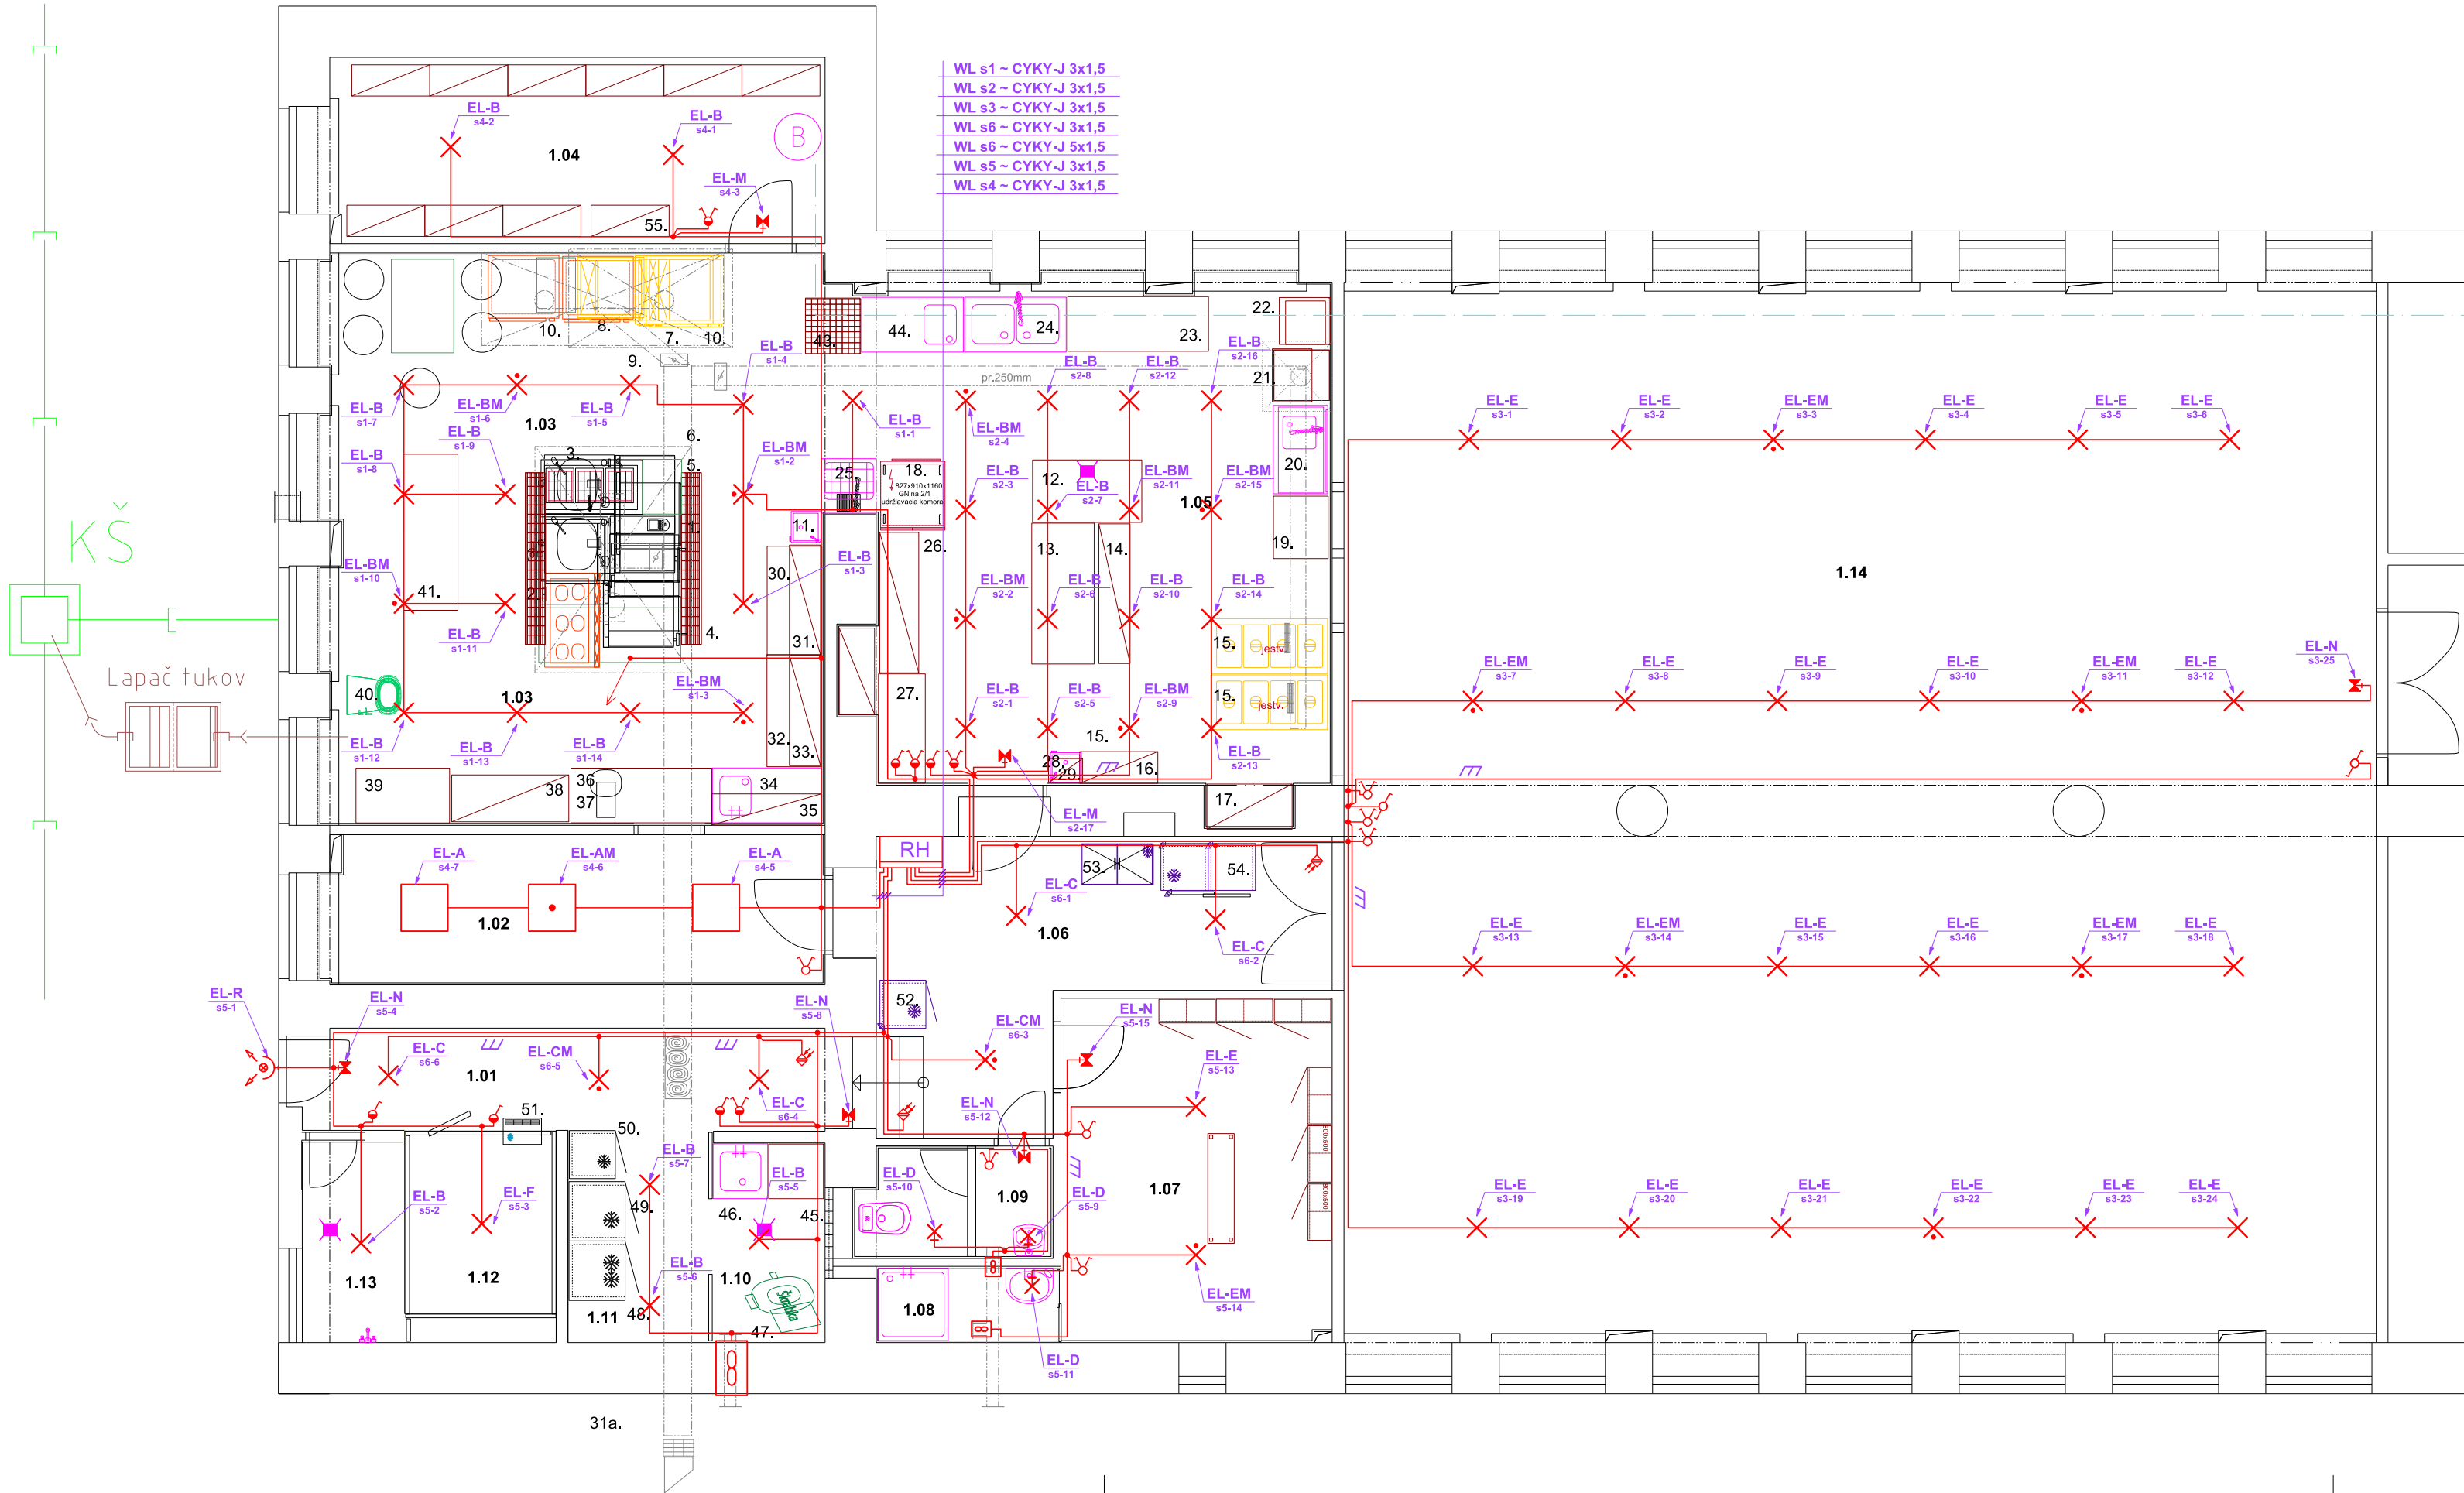 WL s1 ~ CYKY-J 3x1,5
WL s2 ~ CYKY-J 3x1,5
WL s3 ~ CYKY-J 3x1,5
WL s6 ~ CYKY-J 3x1,5
WL s6 ~ CYKY-J 5x1,5
WL s5 ~ CYKY-J 3x1,5
WL s4 ~ CYKY-J 3x1,5
EL-B
s4-2
EL-B
s4-1
1.04
B
EL-M
s4-3
55.
10.
8.
7.
10.
9.
43.
44.
24.
23.
22.
21.
pr.250mm
EL-B
s1-4
EL-B
s1-7
EL-BM
s1-6
EL-B
s1-5
1.03
EL-B
s1-9
EL-B
s1-8
EL-BM
s1-2
EL-B
s1-1
6.
5.
3.
1.
2.
4.
25.
11.
EL-BM
s1-10
41.
EL-B
s1-11
EL-B
s1-3
30.
31.
40.
1.03
EL-BM
s1-3
EL-B
s1-12
EL-B
s1-13
EL-B
s1-14
32.
33.
39
38
36
37
34
35
KŠ
Lapač tukov
18.
827x910x1160
GN na 2/1
udržiavacia komora
EL-BM
s2-4
EL-B
s2-8
EL-B
s2-12
EL-B
s2-16
EL-B
s2-3
12.
EL-B
s2-7
EL-BM
s2-11
EL-BM
s2-15
1.05
20.
19.
26.
13.
14.
EL-BM
s2-2
EL-B
s2-6
EL-B
s2-10
EL-B
s2-14
15.
jestv.
15.
jestv.
27.
EL-B
s2-1
EL-B
s2-5
EL-BM
s2-9
EL-B
s2-13
15.
28.
29.
16.
17.
EL-M
s2-17
EL-E
s3-1
EL-E
s3-2
EL-EM
s3-3
EL-E
s3-4
EL-E
s3-5
EL-E
s3-6
1.14
EL-EM
s3-7
EL-E
s3-8
EL-E
s3-9
EL-E
s3-10
EL-EM
s3-11
EL-E
s3-12
EL-N
s3-25
EL-E
s3-13
EL-EM
s3-14
EL-E
s3-15
EL-E
s3-16
EL-EM
s3-17
EL-E
s3-18
EL-E
s3-19
EL-E
s3-20
EL-E
s3-21
EL-E
s3-22
EL-E
s3-23
EL-E
s3-24
EL-A
s4-7
EL-AM
s4-6
EL-A
s4-5
1.02
RH
53.
54.
EL-C
s6-1
1.06
EL-C
s6-2
52.
EL-CM
s6-3
EL-R
s5-1
EL-N
s5-4
EL-C
s6-6
EL-CM
s6-5
1.01
EL-C
s6-4
EL-N
s5-8
EL-N
s5-15
EL-E
s5-13
EL-N
s5-12
51.
50.
EL-B
s5-7
EL-B
s5-5
EL-B
s5-2
EL-F
s5-3
49.
46.
45.
EL-D
s5-10
1.09
EL-D
s5-9
1.07
800x500
800x500
1.13
1.12
1.11
48.
EL-B
s5-6
1.10
Škrabka
47.
1.08
EL-D
s5-11
EL-EM
s5-14
31a.